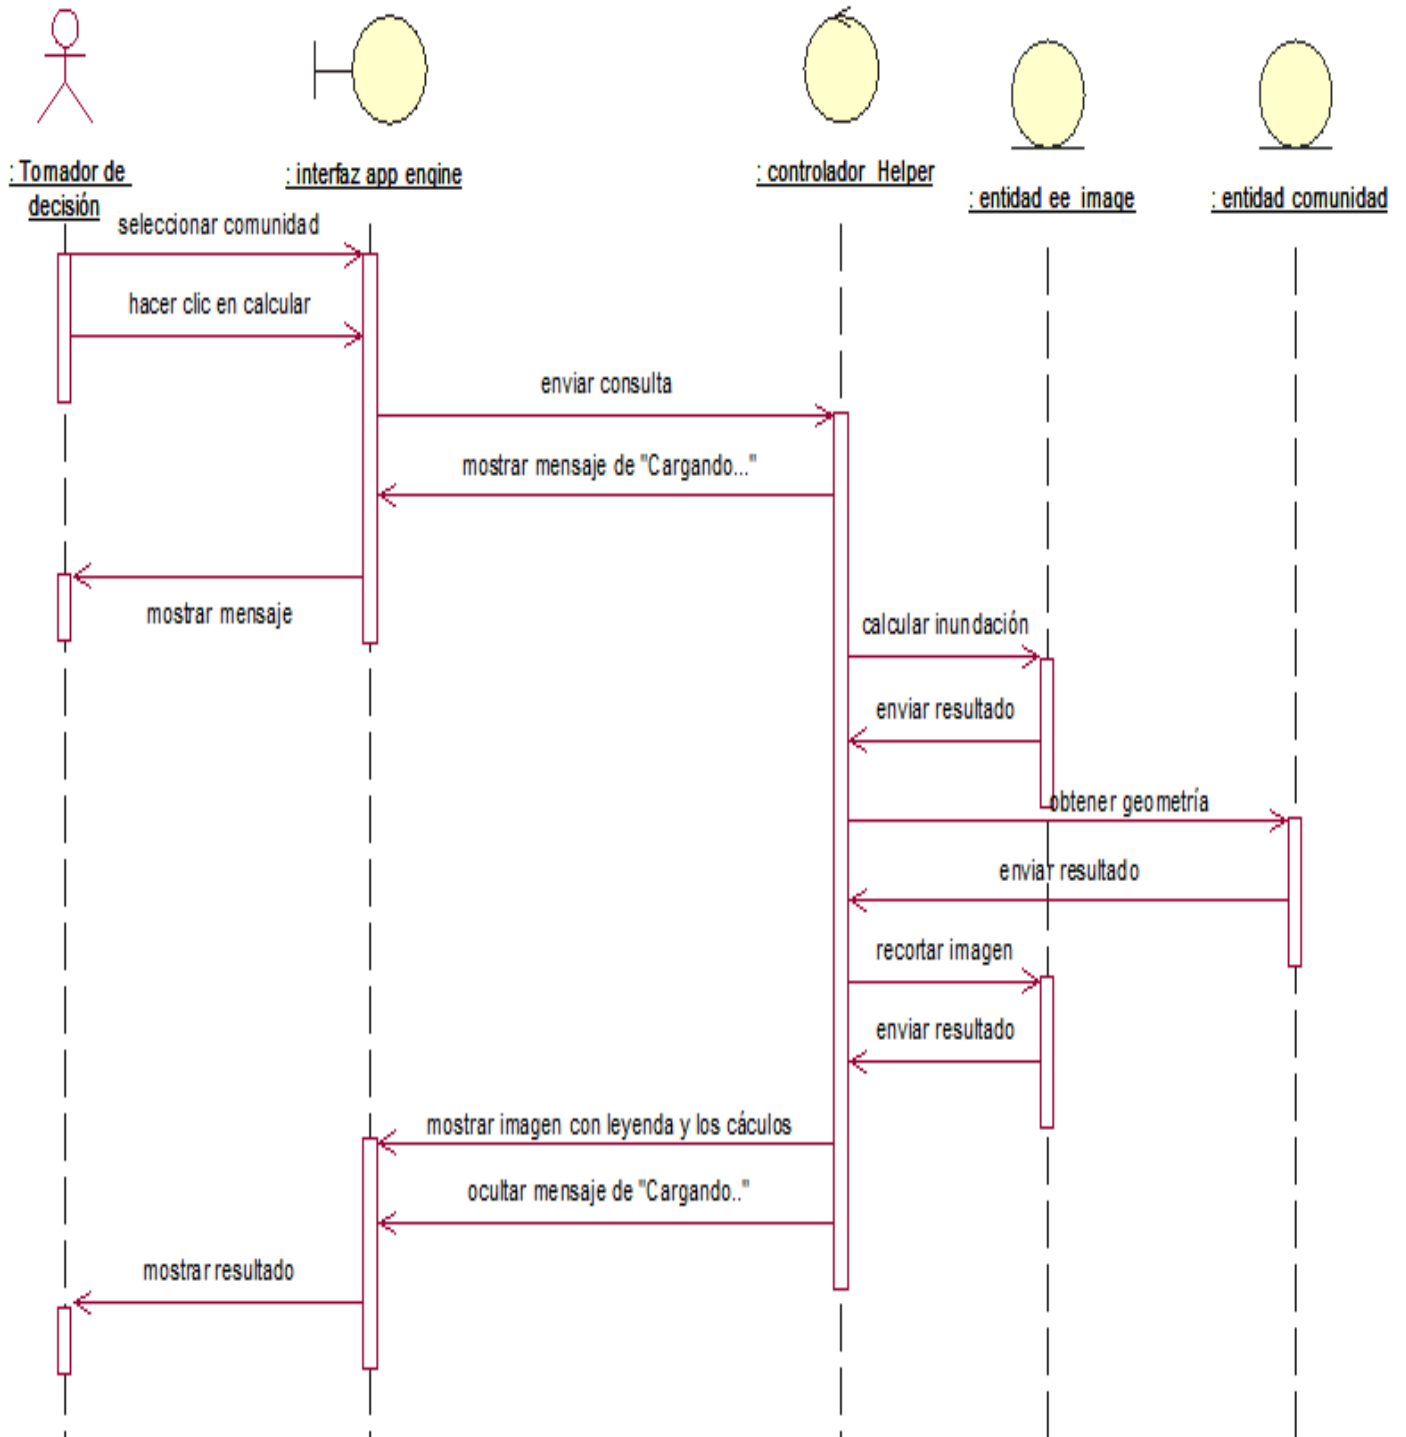 : Tomador de
decisión
: interfaz app engine
: controlador Helper
: entidad ee image
: entidad comunidad
seleccionar comunidad
hacer clic en calcular
enviar consulta
mostrar mensaje de "Cargando..."
mostrar mensaje
calcular inundación
enviar resultado
obtener geometría
enviar resultado
recortar imagen
enviar resultado
mostrar imagen con leyenda y los cáculos
ocultar mensaje de "Cargando.."
mostrar resultado